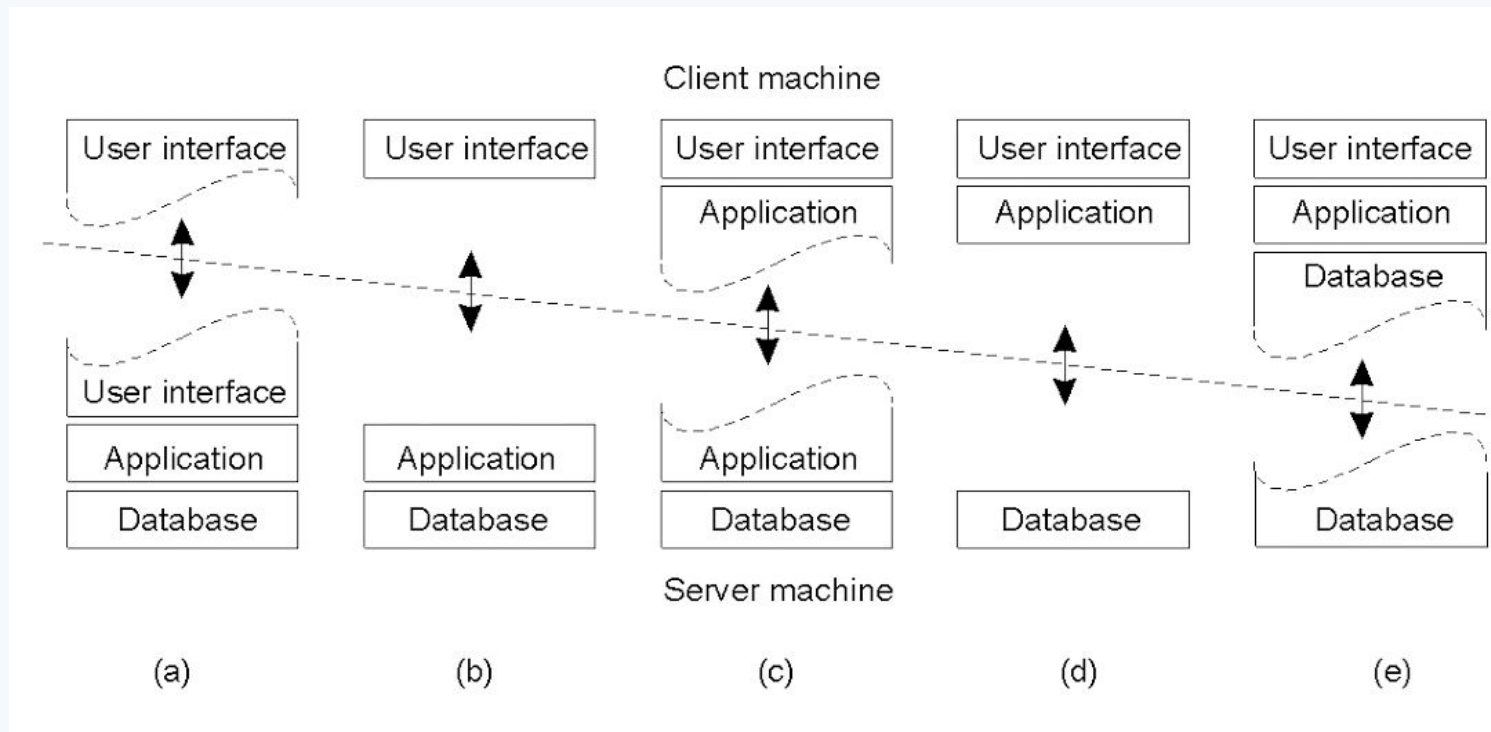 Client machine
User interface
User interface
User interface
User interface
User interface
Application
Application
Application
Database
User interface
Application
Application
Application
Database
Database
Database
Database
Database
Server machine
(a)
(b)
(c)
(d)
(e)